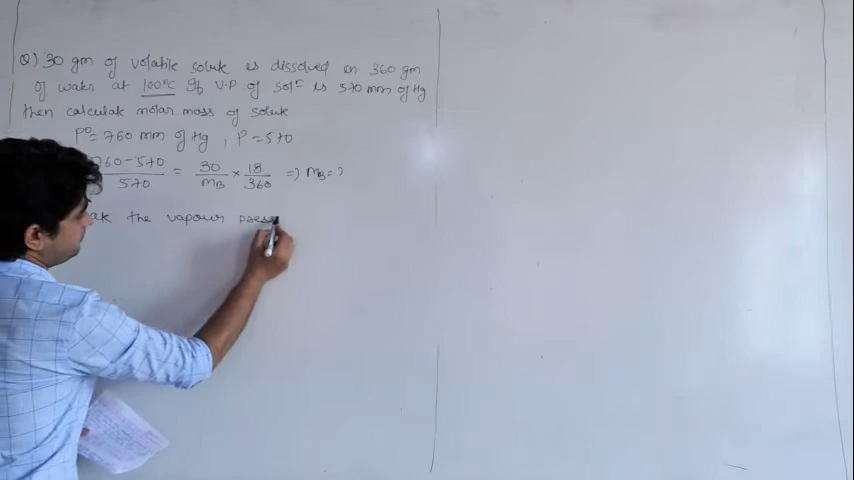 Q) 30 gm of volatile solute is dissolved in 360 gm
of water at 100°C If V.P of solⁿ is 570 mm of Hg
then calculate molar mass of solute
P⁰ = 760 mm of Hg , P = 570
760-570/570 = 30/MB × 18/360 => MB = ?
the vapour